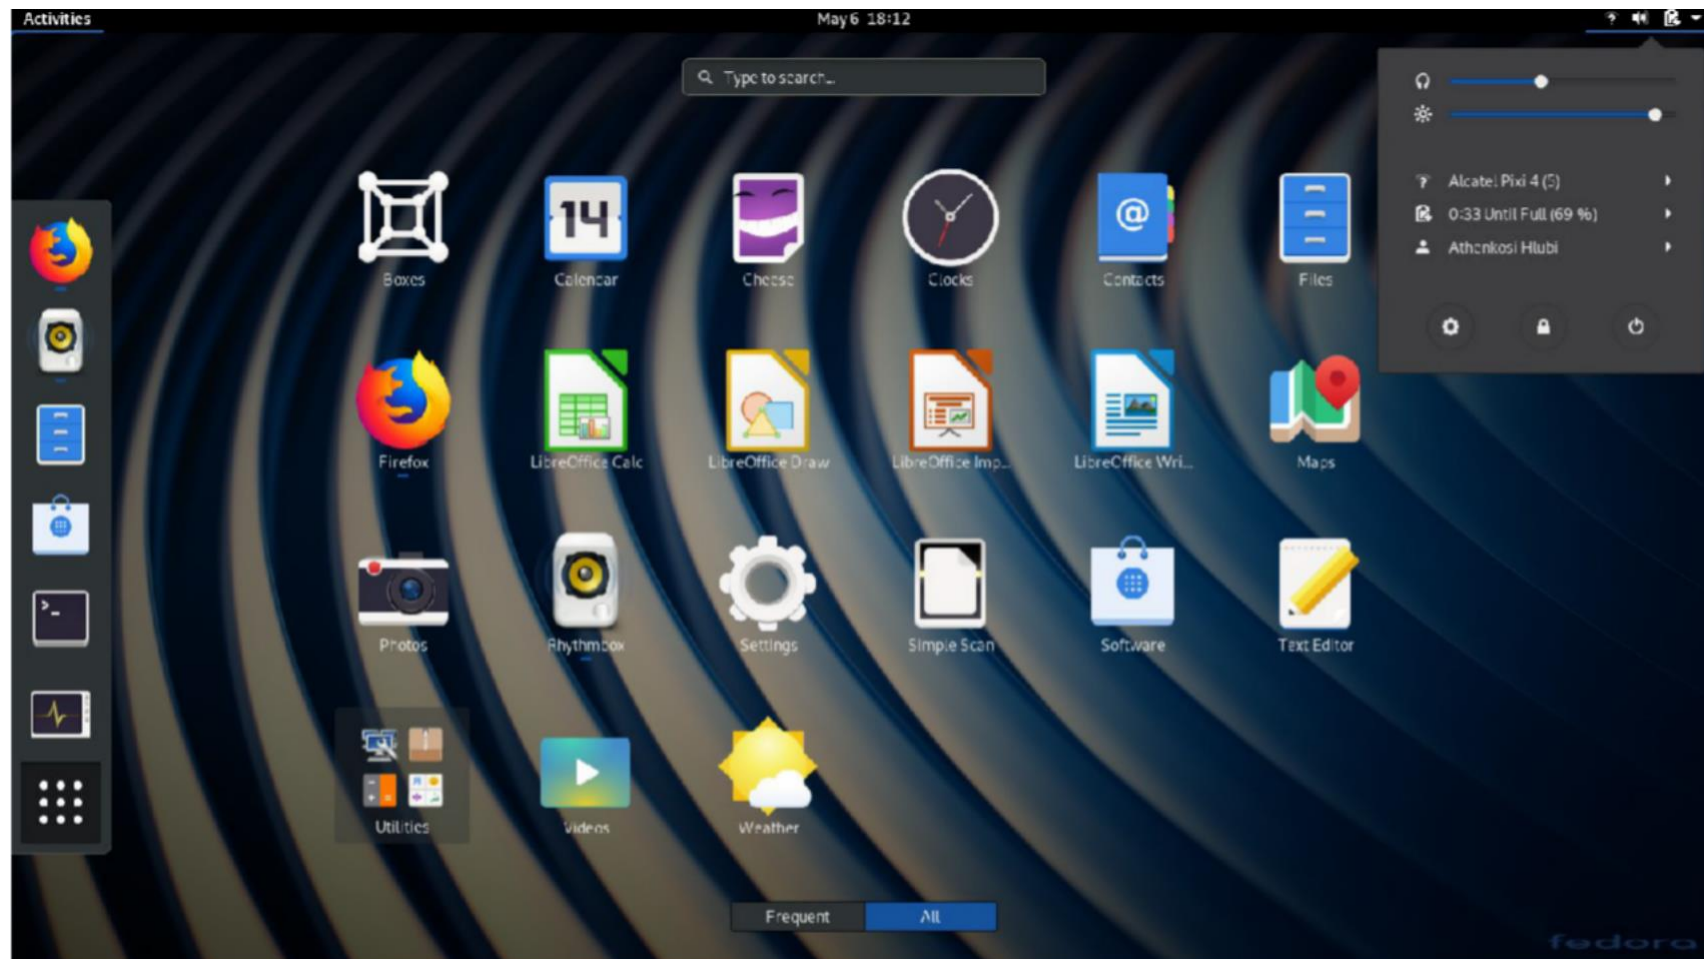 Activities
May 6 18:12
Type to search...
Alcatel Pixi 4 (5)
0:33 Until Full (69 %)
Athenkosi Hlubi
14
Boxes
Calendar
Cheese
Clocks
Contacts
Files
Firefox
LibreOffice Calc
LibreOffice Draw
LibreOffice Imp...
LibreOffice Wri...
Maps
Photos
Rhythmbox
Settings
Simple Scan
Software
Text Editor
Utilities
Videos
Weather
Frequent
All
fedora